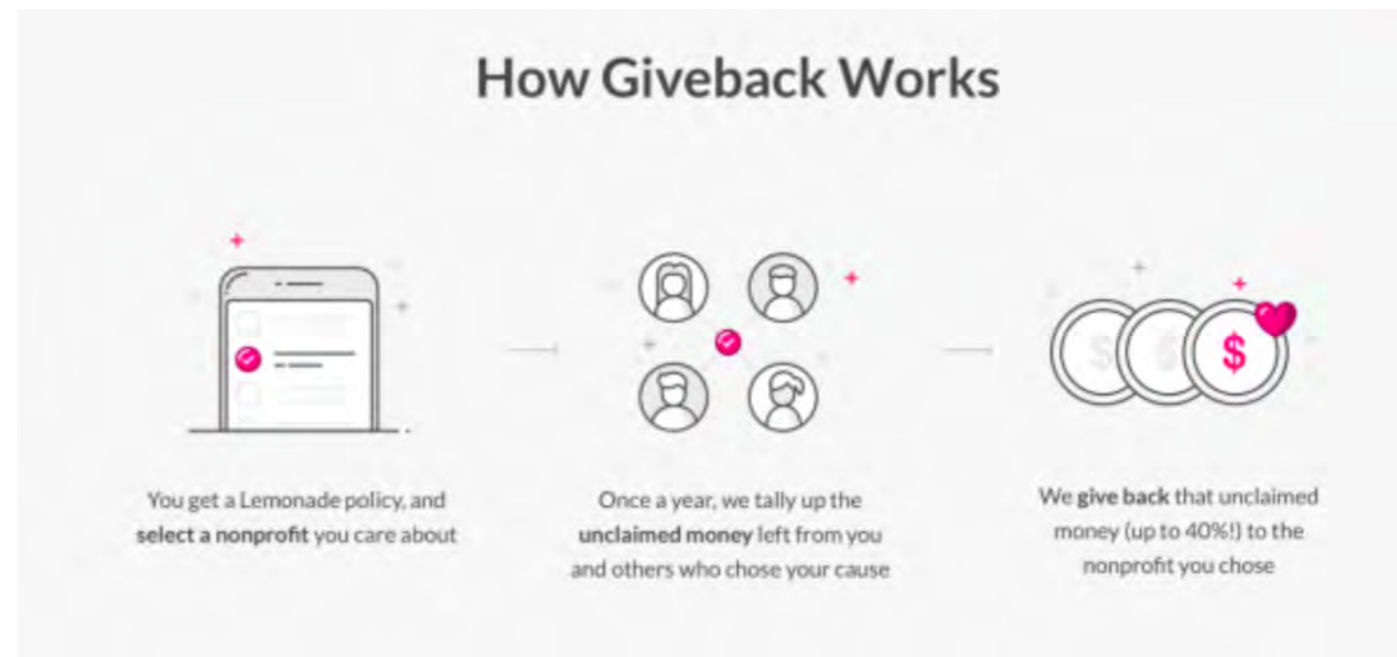 How Giveback Works
You get a Lemonade policy, and
select a nonprofit you care about
Once a year, we tally up the
unclaimed money left from you
and others who chose your cause
We give back that unclaimed
money (up to 40%!) to the
nonprofit you chose
$ $ $